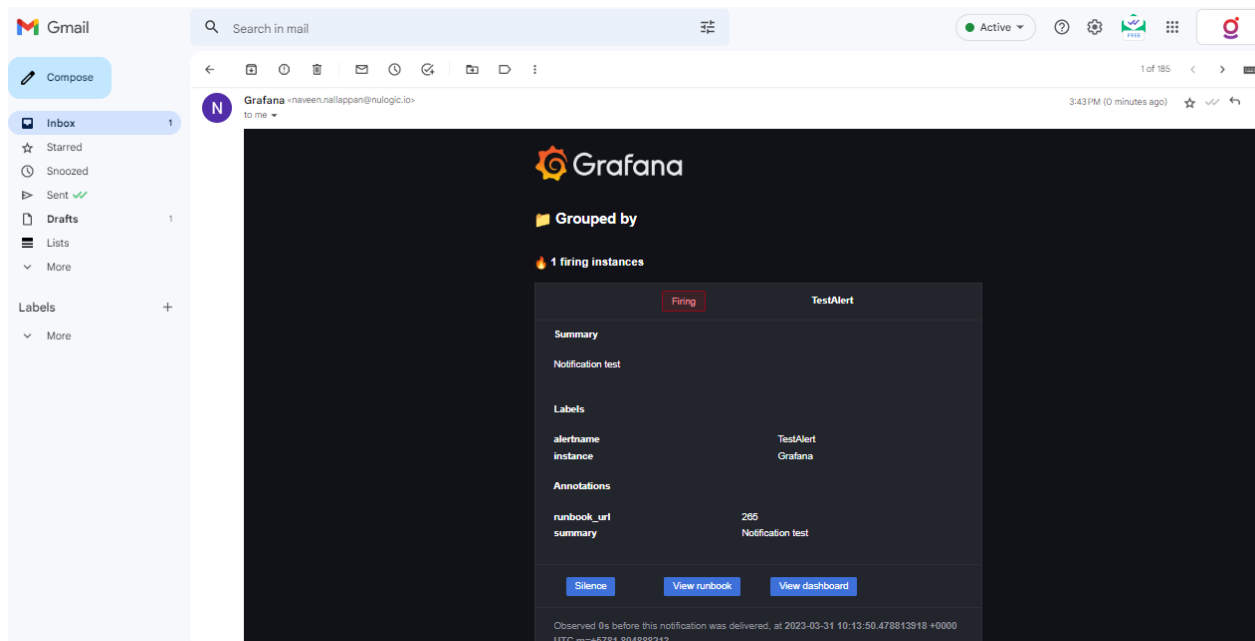 Gmail
Search in mail
Active
FREE
g
Compose
1 of 185
Inbox 1
Starred
Snoozed
Sent
Drafts 1
Lists
More
Labels
More
N
Grafana <naveen.nallappan@nulogic.io>
to me
3:43 PM (0 minutes ago)
Grafana
Grouped by
1 firing instances
Firing TestAlert
Summary
Notification test
Labels
alertname TestAlert
instance Grafana
Annotations
runbook_url 265
summary Notification test
Silence View runbook View dashboard
Observed 0s before this notification was delivered, at 2023-03-31 10:13:50.478813918 +0000
UTC m=+5781.804888213